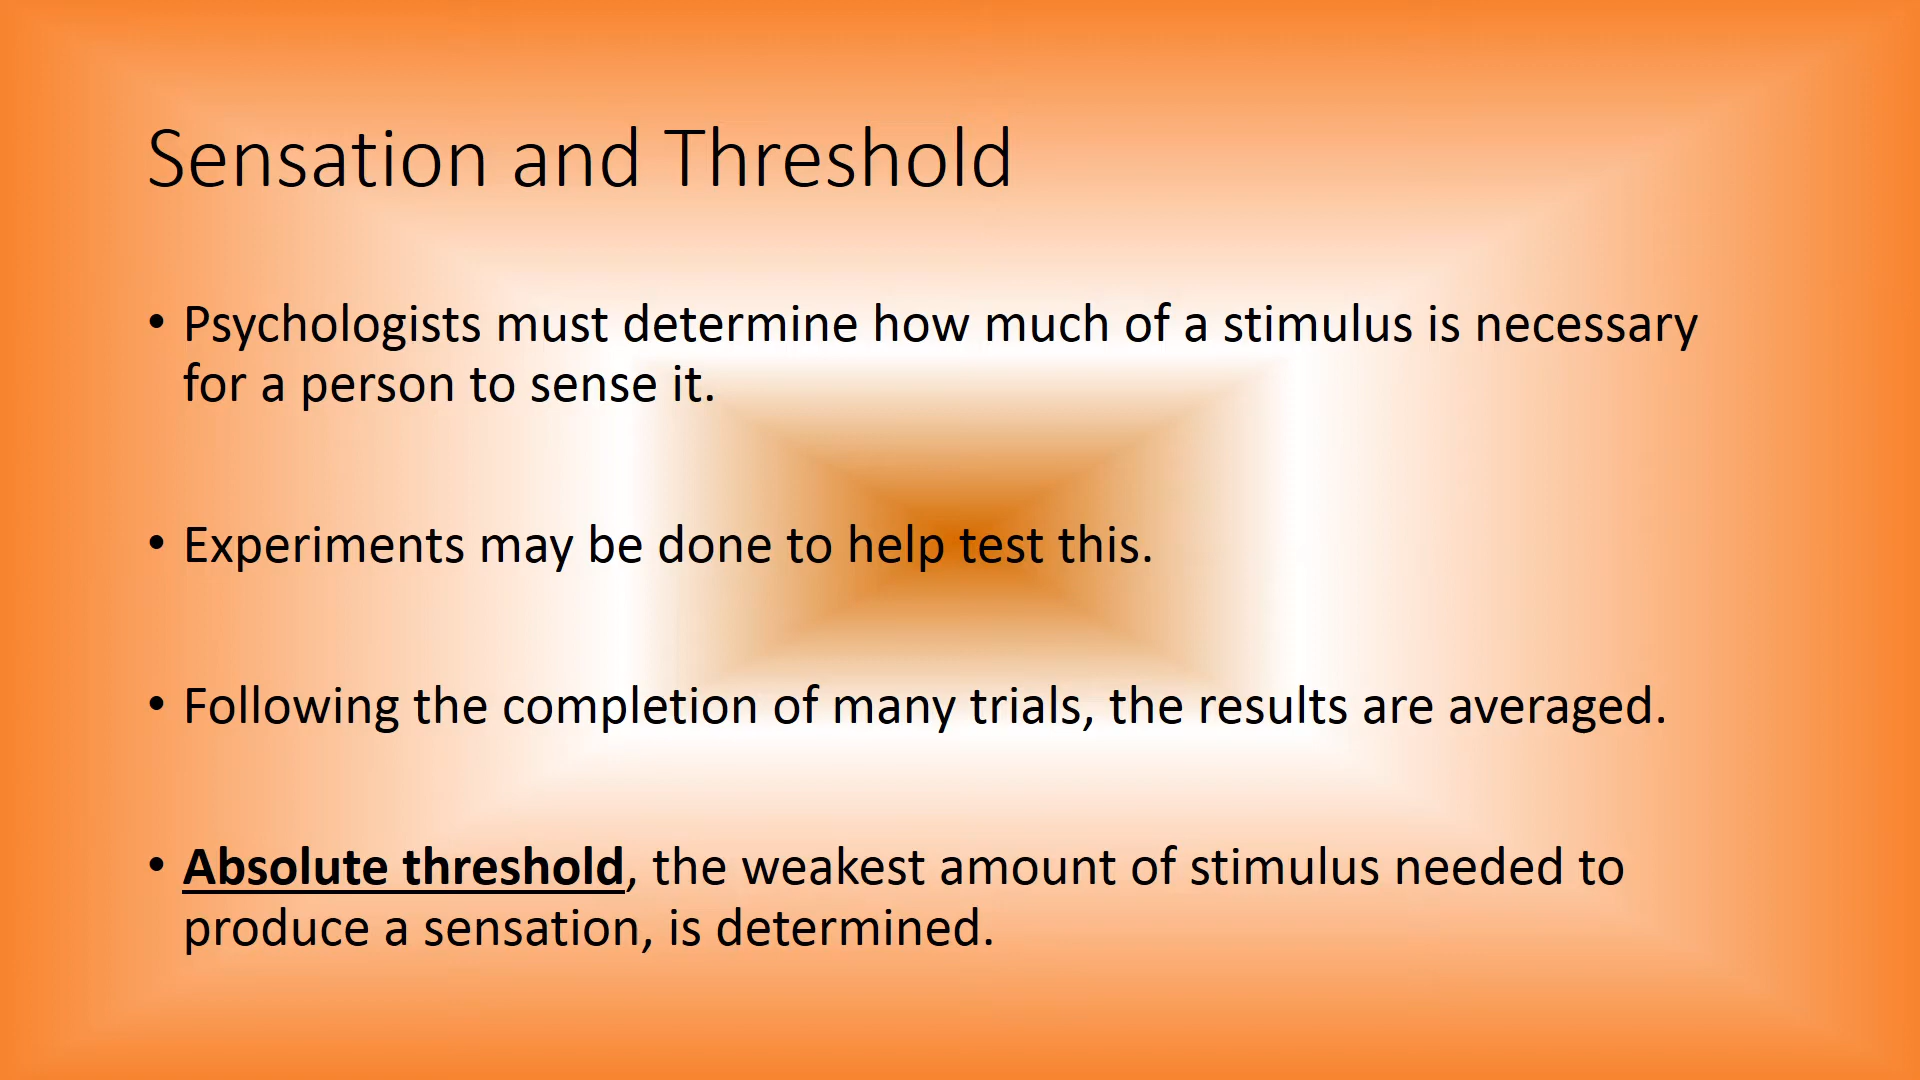 Sensation and Threshold
• Psychologists must determine how much of a stimulus is necessary
for a person to sense it.
• Experiments may be done to help test this.
• Following the completion of many trials, the results are averaged.
• Absolute threshold, the weakest amount of stimulus needed to
produce a sensation, is determined.